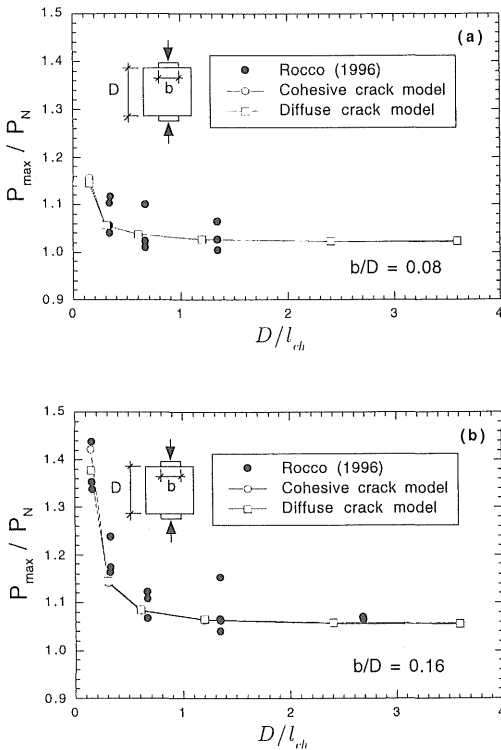 (a)
1.5
1.4
1.3
1.2
1.1
1.0
0.9
P_max / P_N
D
b
Rocco (1996)
Cohesive crack model
Diffuse crack model
b/D = 0.08
0 1 2 3 4
D/l_ch
(b)
1.5
1.4
1.3
1.2
1.1
1.0
0.9
P_max / P_N
D
b
Rocco (1996)
Cohesive crack model
Diffuse crack model
b/D = 0.16
0 1 2 3 4
D/l_ch